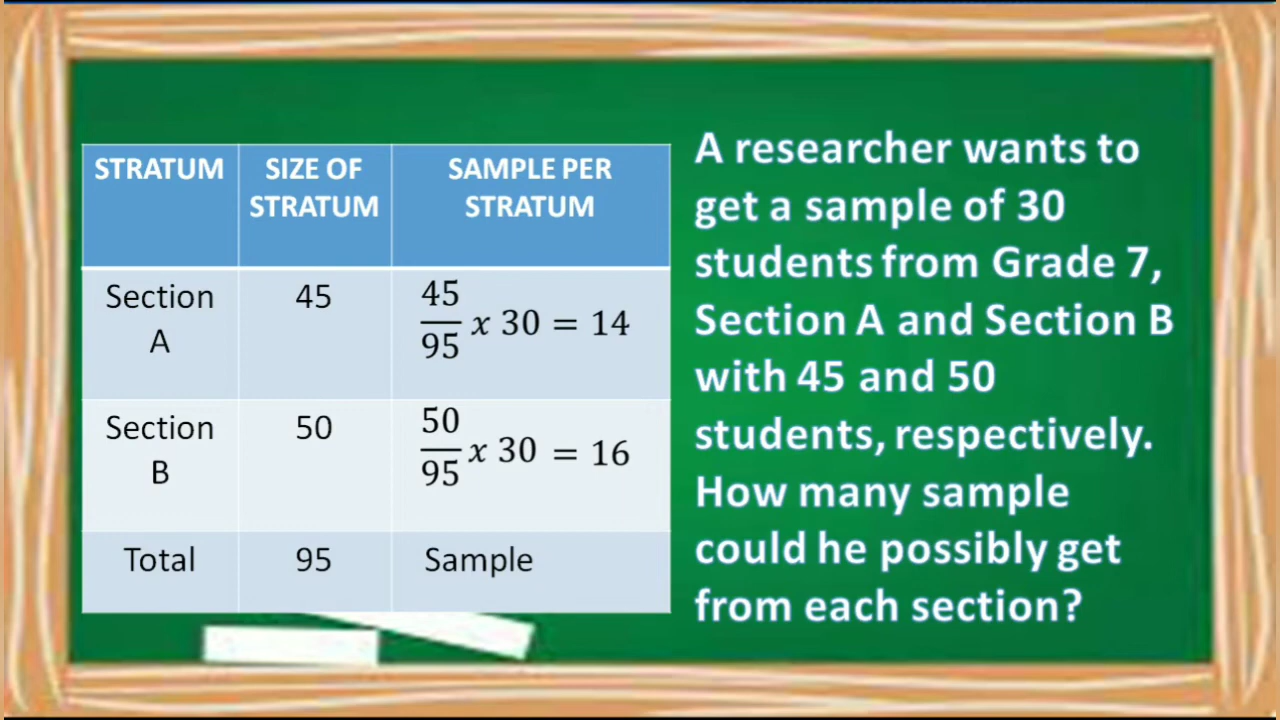 STRATUM
SIZE OF
STRATUM
SAMPLE PER
STRATUM
Section
A
45
45
95
x 30 = 14
Section
B
50
50
95
x 30 = 16
Total
95
Sample
A researcher wants to
get a sample of 30
students from Grade 7,
Section A and Section B
with 45 and 50
students, respectively.
How many sample
could he possibly get
from each section?